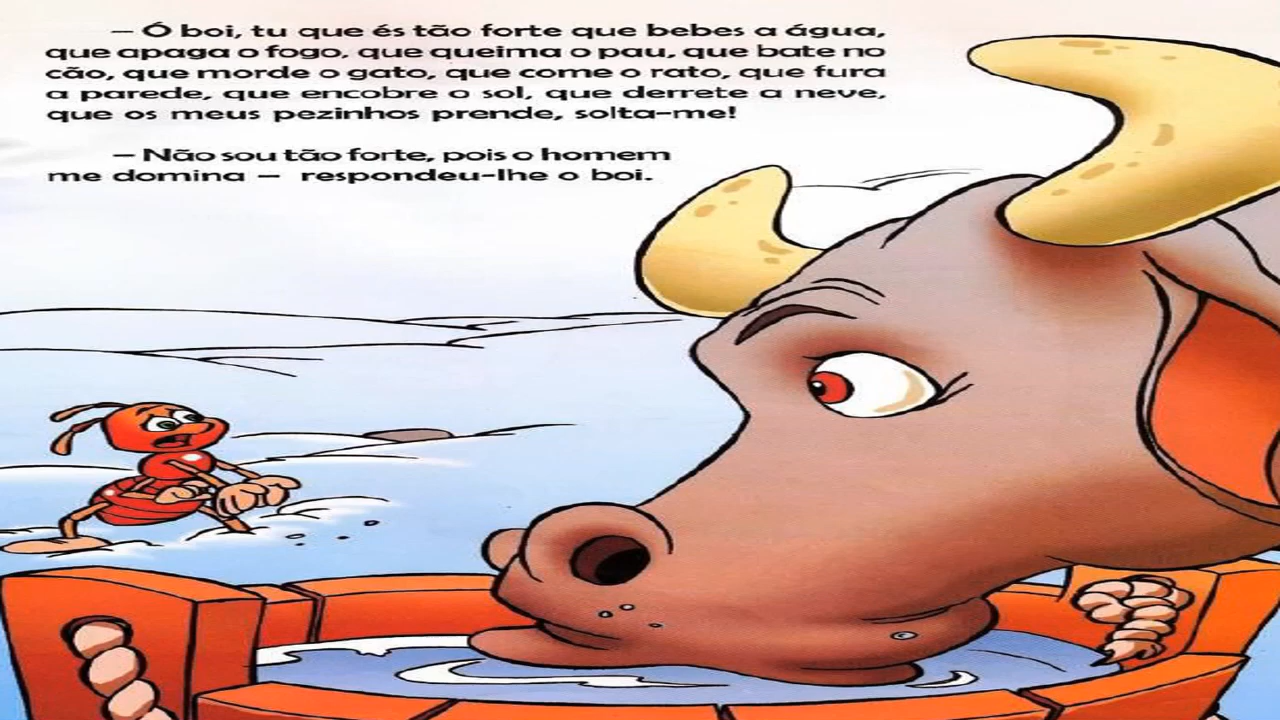 — Ó boi, tu que és tão forte que bebes a água,
que apaga o fogo, que queima o pau, que bate no
cão, que morde o gato, que come o rato, que fura
a parede, que encobre o sol, que derrete a neve,
que os meus pezinhos prende, solta-me!
— Não sou tão forte, pois o homem
me domina — respondeu-lhe o boi.